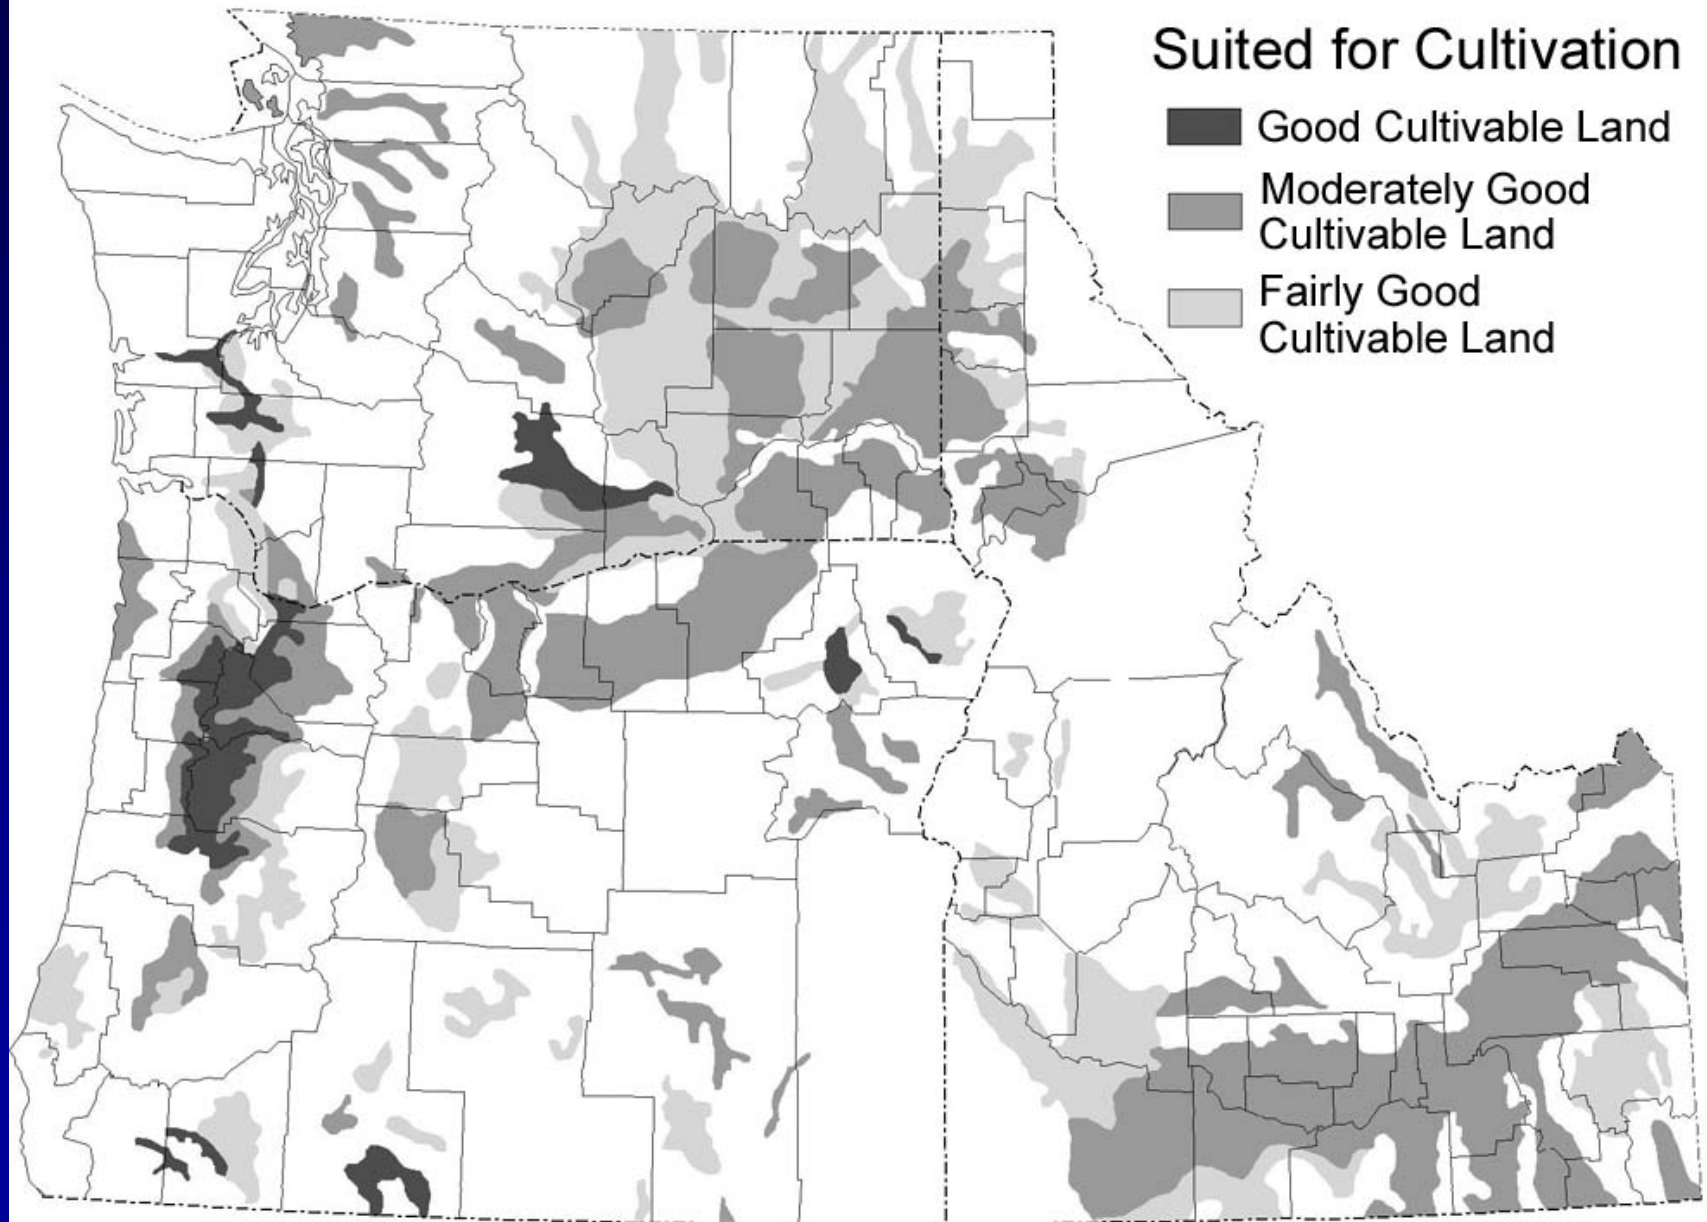 Suited for Cultivation
Good Cultivable Land
Moderately Good
Cultivable Land
Fairly Good
Cultivable Land